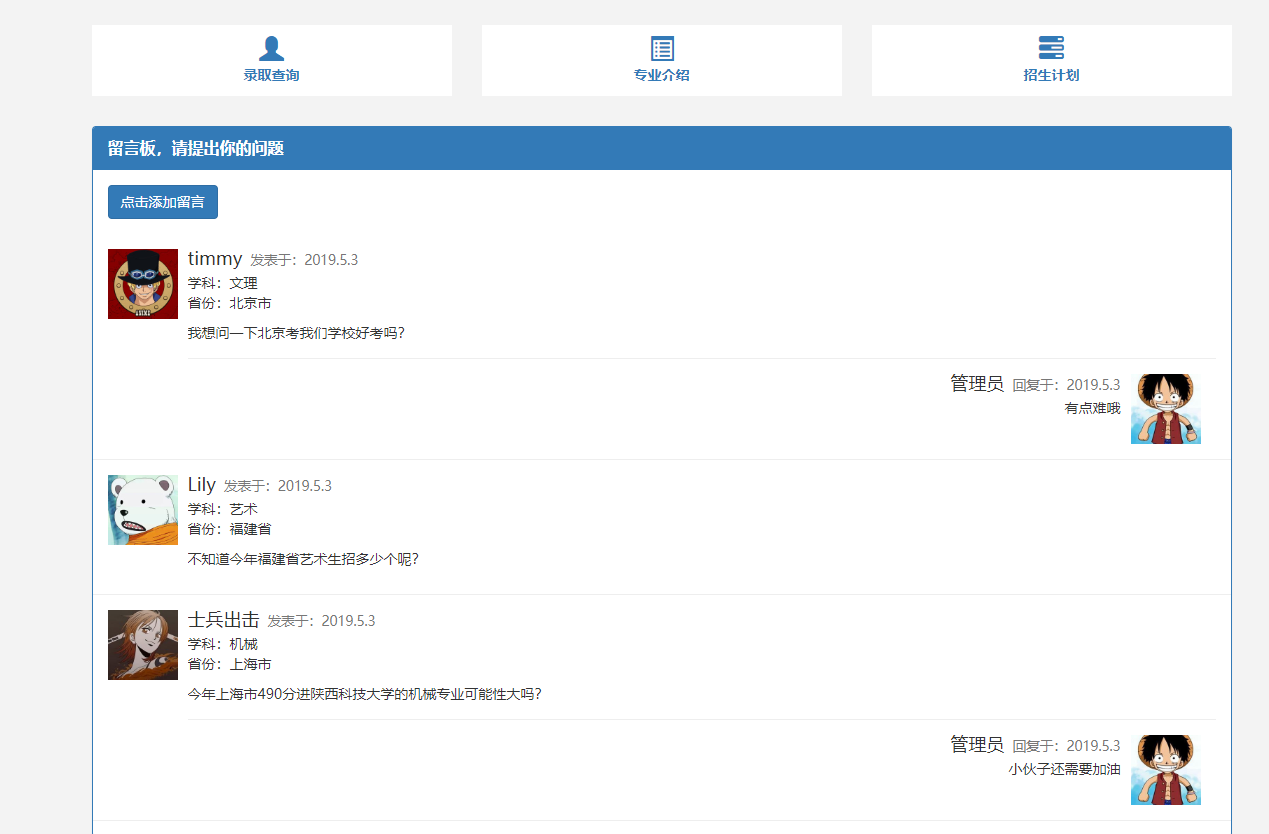 录取查询
专业介绍
招生计划
留言板，请提出你的问题
点击添加留言
timmy 发表于：2019.5.3
学科：文理
省份：北京市
我想问一下北京考我们学校好考吗?
管理员 回复于：2019.5.3
有点难哦
Lily 发表于：2019.5.3
学科：艺术
省份：福建省
不知道今年福建省艺术生招多少个呢?
士兵出击 发表于：2019.5.3
学科：机械
省份：上海市
今年上海市490分进陕西科技大学的机械专业可能性大吗?
管理员 回复于：2019.5.3
小伙子还需要加油